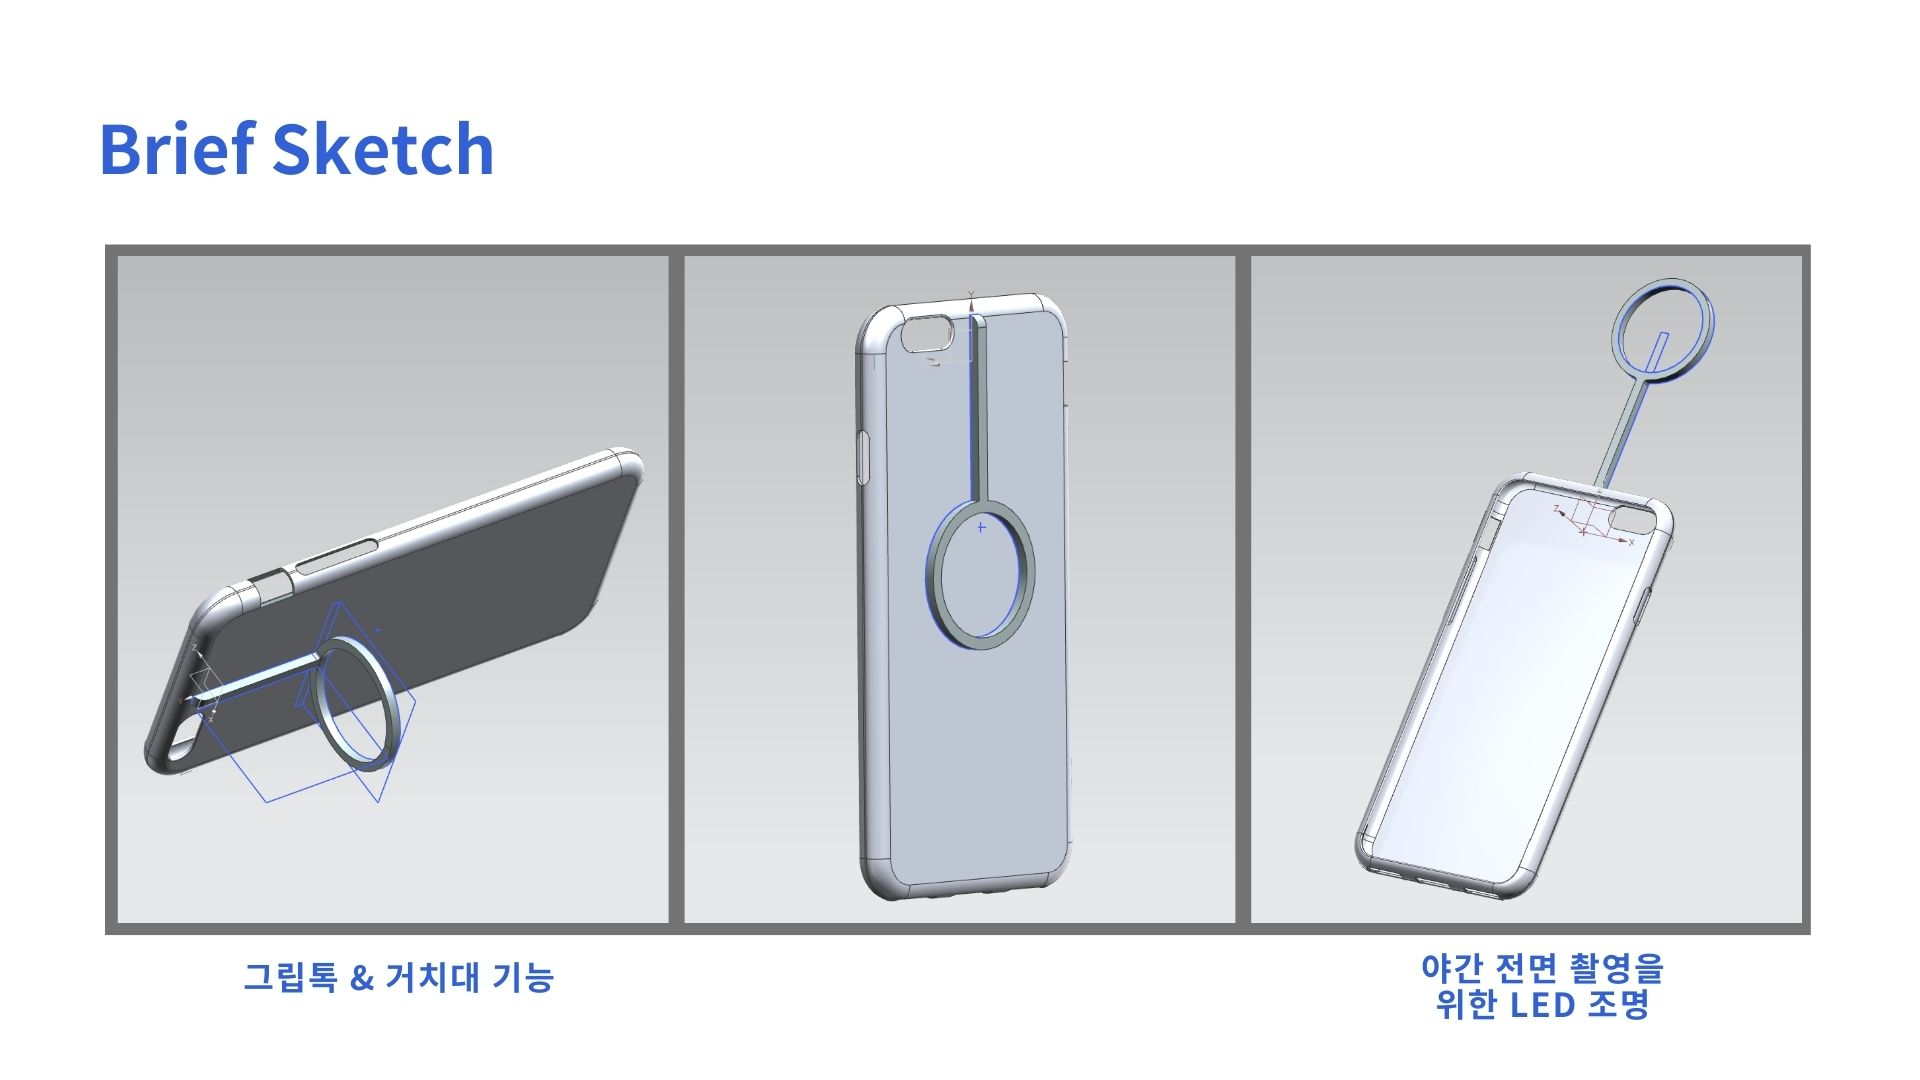 Brief Sketch
Y
Z
X
Z
Y
X
그립톡 & 거치대 기능
야간 전면 촬영을
위한 LED 조명